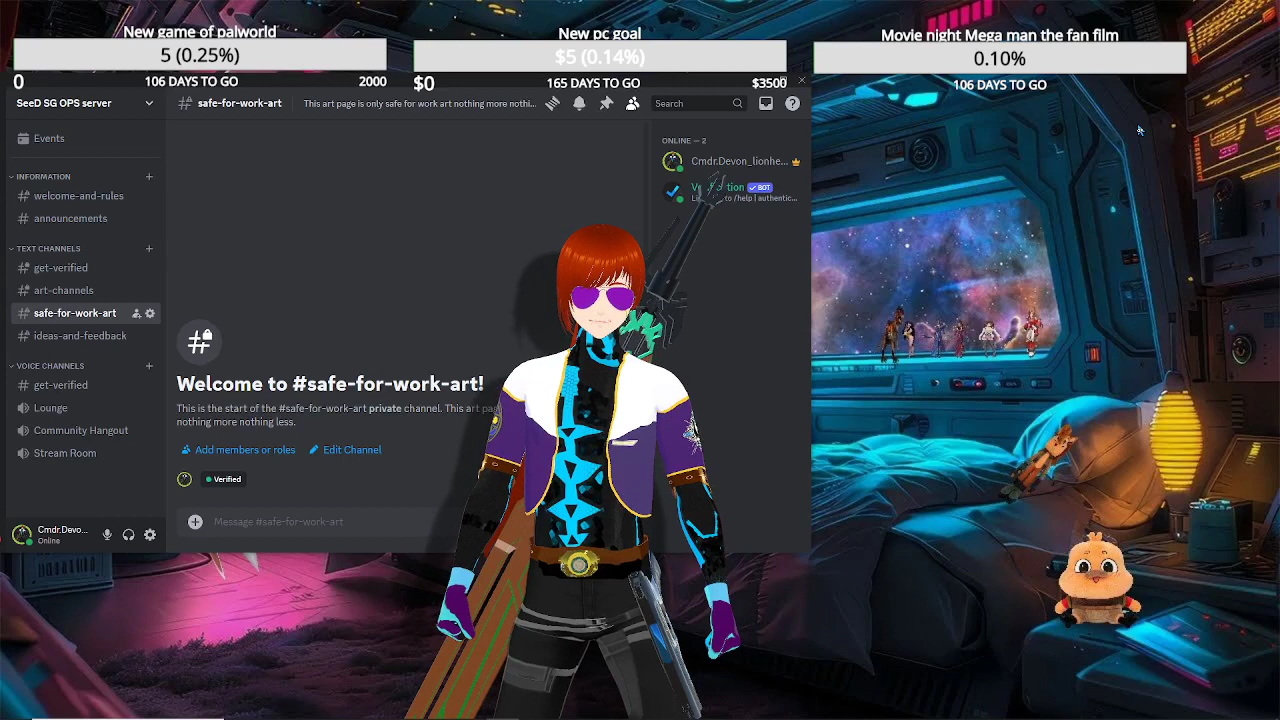 New game of palworld
5 (0.25%)
0
106 DAYS TO GO
2000
New pc goal
$5 (0.14%)
$0
165 DAYS TO GO
$3500
Movie night Mega man the fan film
0.10%
106 DAYS TO GO
SeeD SG OPS server
safe-for-work-art
This art page is only safe for work art nothing more nothi...
Search
Events
INFORMATION
welcome-and-rules
announcements
TEXT CHANNELS
get-verified
art-channels
safe-for-work-art
ideas-and-feedback
VOICE CHANNELS
get-verified
Lounge
Community Hangout
Stream Room
Cmdr.Devo...
Online
Welcome to #safe-for-work-art!
This is the start of the #safe-for-work-art private channel. This art
nothing more nothing less.
Add members or roles
Edit Channel
Verified
Message #safe-for-work-art
ONLINE — 2
Cmdr.Devon_lionhe...
BOT
to /help | authentic...